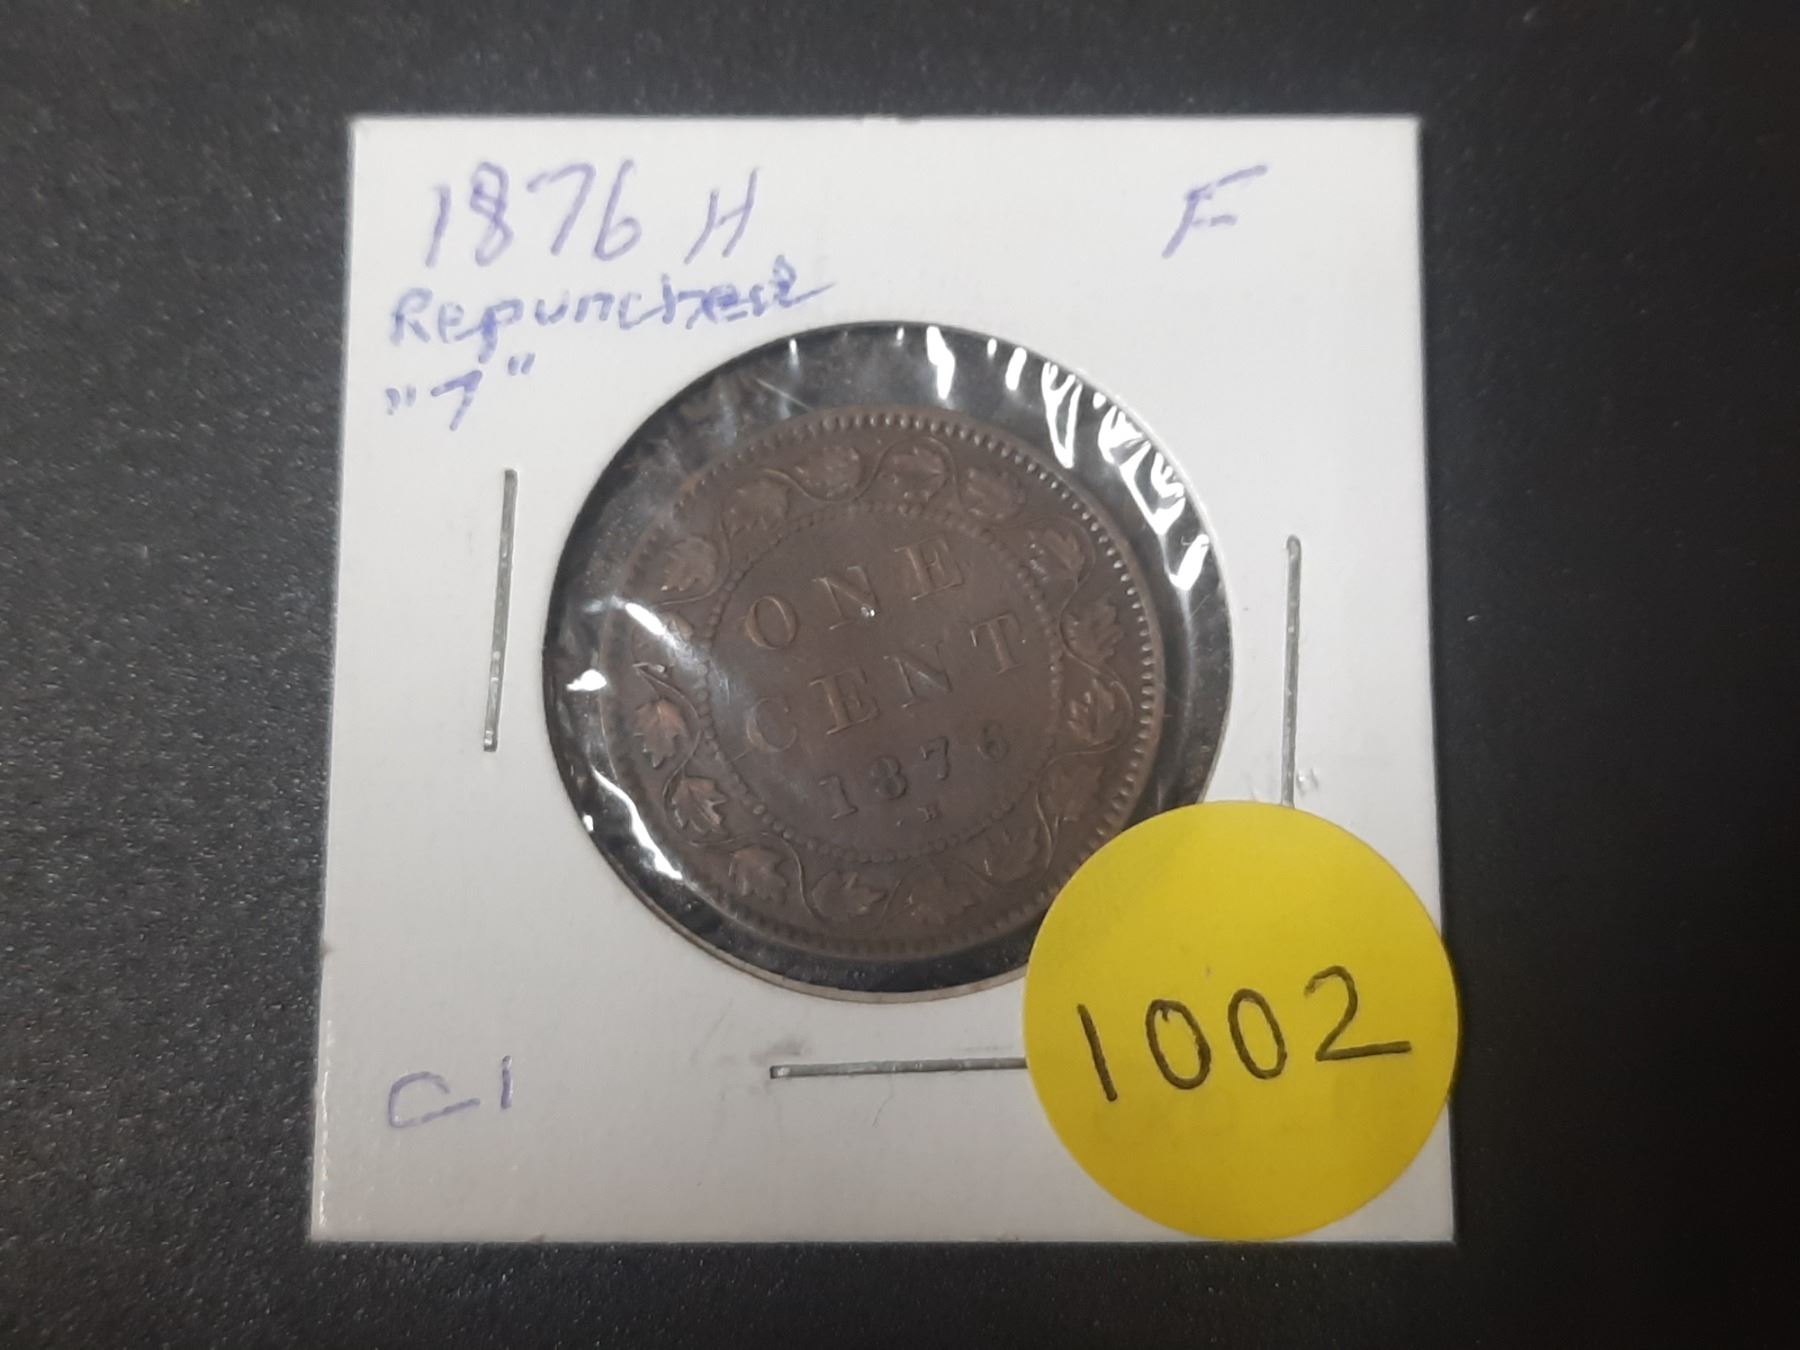 1876 H F
Repunched
"7"
ONE
CENT
1876
H
C1
1002